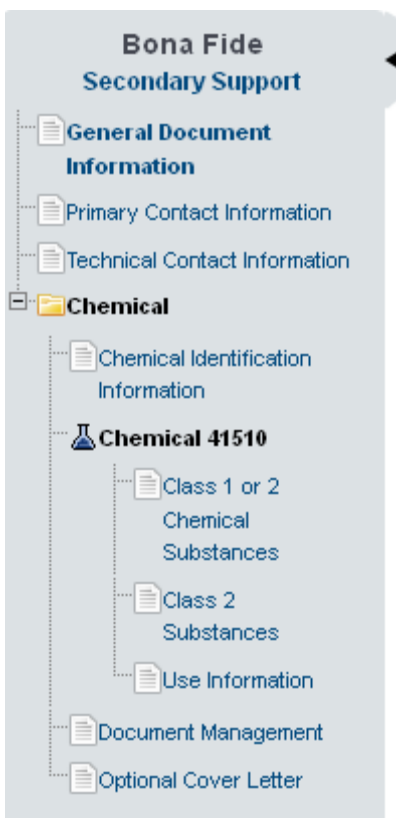 Bona Fide
Secondary Support
General Document
Information
Primary Contact Information
Technical Contact Information
Chemical
Chemical Identification
Information
Chemical 41510
Class 1 or 2
Chemical
Substances
Class 2
Substances
Use Information
Document Management
Optional Cover Letter